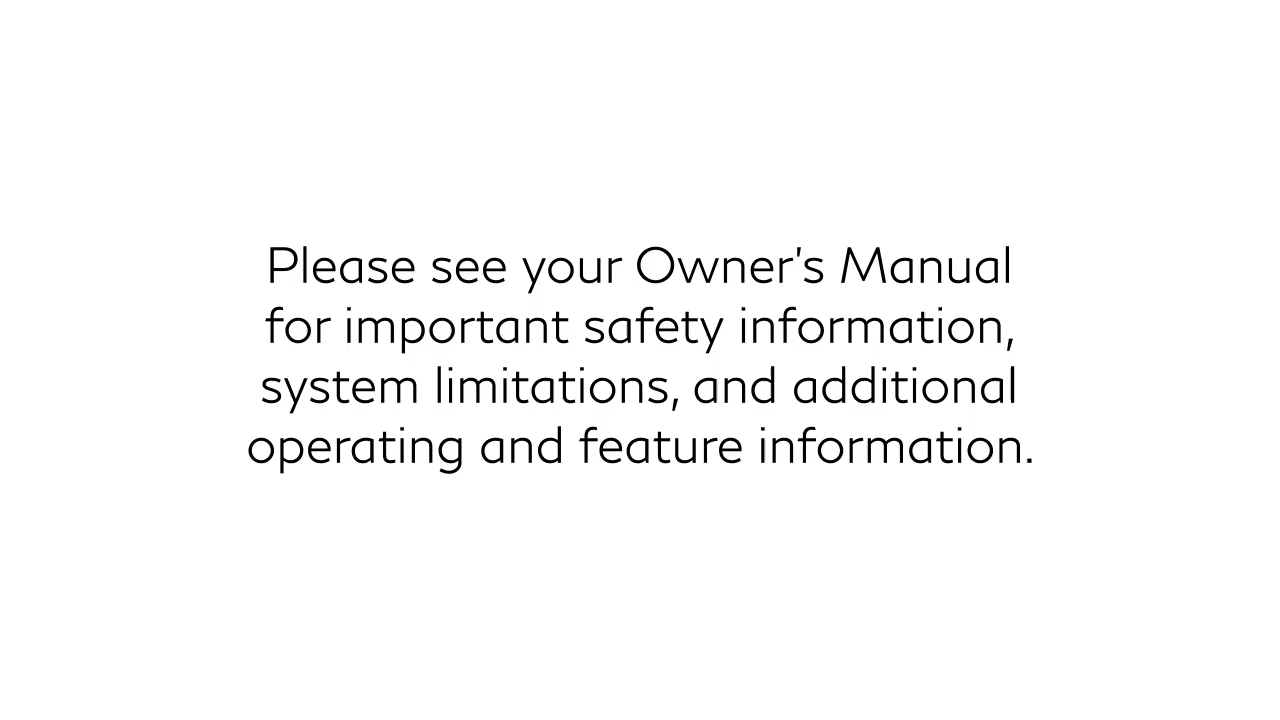 Please see your Owner's Manual
for important safety information,
system limitations, and additional
operating and feature information.